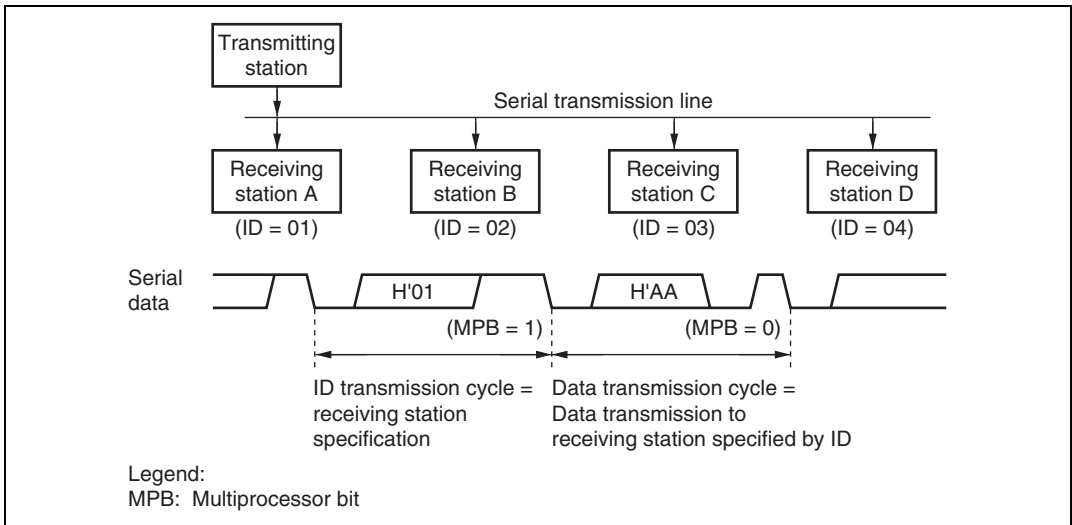 Transmitting
station
Serial transmission line
Receiving
station A
Receiving
station B
Receiving
station C
Receiving
station D
(ID = 01)
(ID = 02)
(ID = 03)
(ID = 04)
Serial
data
H'01
H'AA
(MPB = 1)
(MPB = 0)
ID transmission cycle =
receiving station
specification
Data transmission cycle =
Data transmission to
receiving station specified by ID
Legend:
MPB: Multiprocessor bit